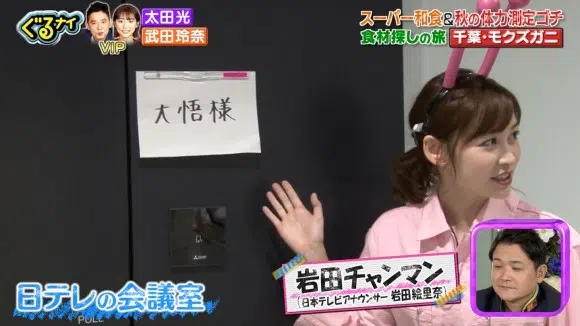 ぐるナイ
VIP
太田光
武田玲奈
スーパー和食&秋の体力測定ゴチ
食材探しの旅 千葉・モクズガニ
大悟様
日テレの会議室
PULL
岩田チャンマン
(日本テレビアナウンサー 岩田絵里奈)